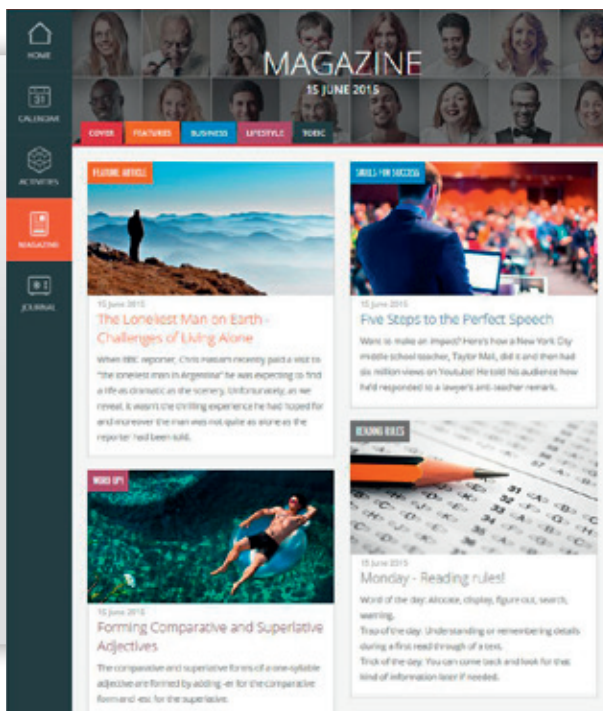 HOME
31
CALENDAR
ACTIVITIES
MAGAZINE
JOURNAL
MAGAZINE
15 JUNE 2015
COVER
FEATURES
BUSINESS
LIFESTYLE
TOEIC
FEATURE ARTICLE
15 June 2015
The Loneliest Man on Earth -
Challenges of Living Alone
When BBC reporter, Chris recently paid a visit to
"the loneliest man in Argentina" he was expecting to find
a life as dramatic as the scenery. Unfortunately, as we
reveal, it wasn't the thrilling experience he had hoped for
and moreover the man was not quite as alone as the
reporter had been told.
WORD UP!
15 June 2015
Forming Comparative and Superlative
Adjectives
The comparative and superlative forms of a one-syllable
adjective are formed by adding -er for the comparative
form and -est for the superlative.
SKILLS FOR SUCCESS
15 June 2015
Five Steps to the Perfect Speech
Want to make an impact? Here's how a New York City
middle school teacher, Taylor Mali, did it and then had
six million views on Youtube! He told his audience how
he'd responded to a lawyer's anti-teacher remark.
READING RULES
31
32
33
34
35
36
15 June 2015
Monday - Reading rules!
Word of the day: Allocate, display, figure out, search,
warning.
Trap of the day: Understanding or remembering details
during a first read through of a text.
Trick of the day: You can come back and look for that
kind of information later if needed.